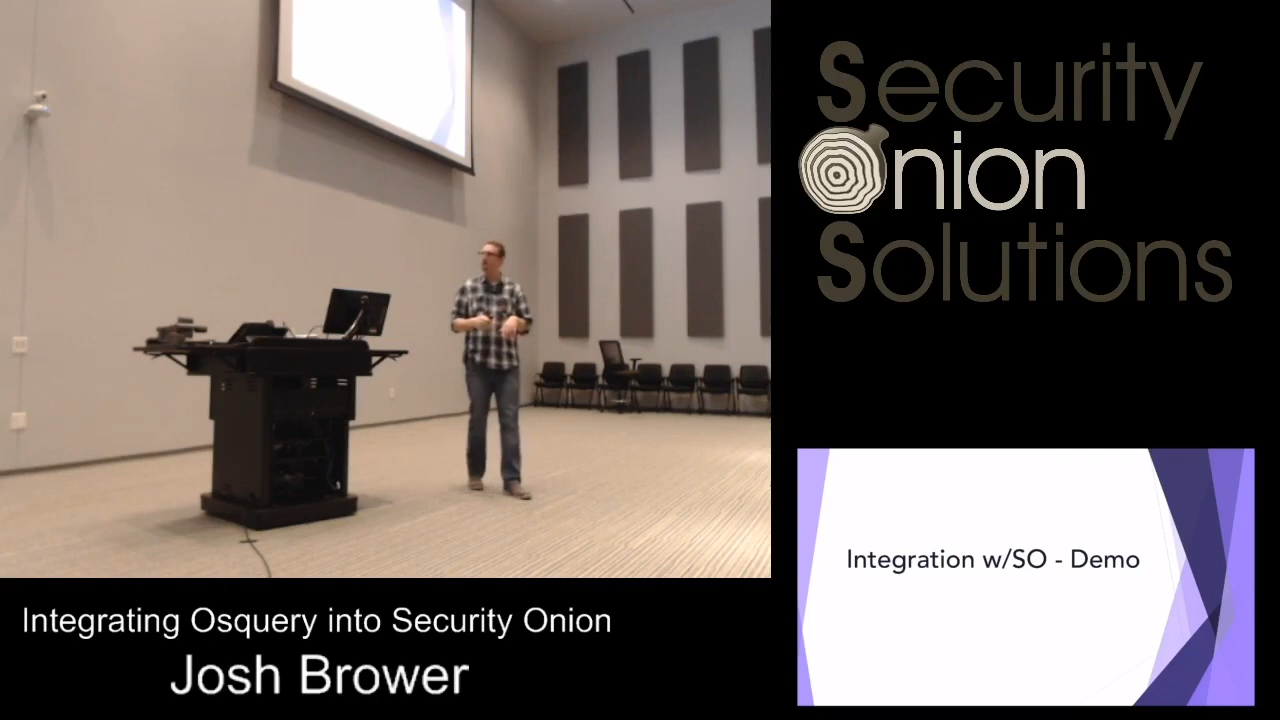 Security
Onion
Solutions
Integration w/SO - Demo
Integrating Osquery into Security Onion
Josh Brower